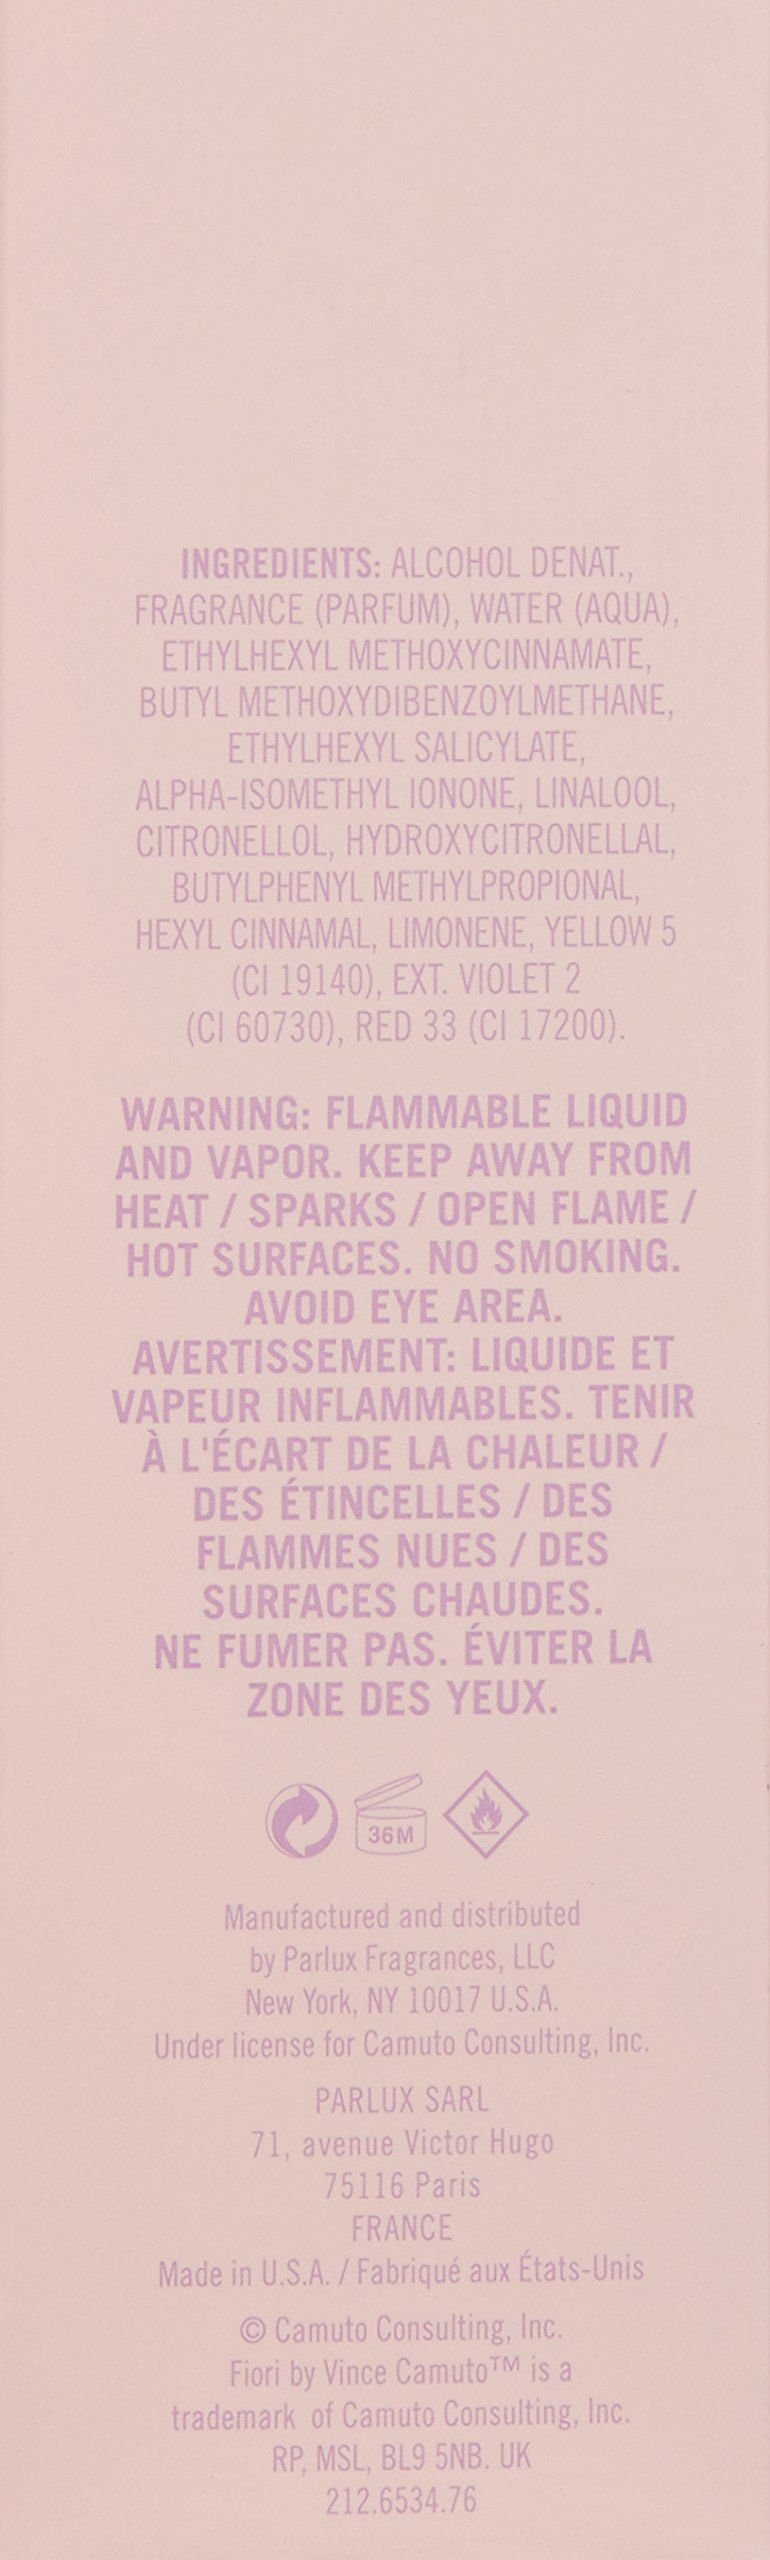 INGREDIENTS: ALCOHOL DENAT.,
FRAGRANCE (PARFUM), WATER (AQUA),
ETHYLHEXYL METHOXYCINNAMATE,
BUTYL METHOXYDIBENZOYLMETHANE,
ETHYLHEXYL SALICYLATE,
ALPHA-ISOMETHYL IONONE, LINALOOL,
CITRONELLOL, HYDROXYCITRONELLAL,
BUTYLPHENYL METHYLPROPIONAL,
HEXYL CINNAMAL, LIMONENE, YELLOW 5
(CI 19140), EXT. VIOLET 2
(CI 60730), RED 33 (CI 17200).
WARNING: FLAMMABLE LIQUID
AND VAPOR. KEEP AWAY FROM
HEAT / SPARKS / OPEN FLAME /
HOT SURFACES. NO SMOKING.
AVOID EYE AREA.
AVERTISSEMENT: LIQUIDE ET
VAPEUR INFLAMMABLES. TENIR
À L'ÉCART DE LA CHALEUR /
DES ÉTINCELLES / DES
FLAMMES NUES / DES
SURFACES CHAUDES.
NE FUMER PAS. ÉVITER LA
ZONE DES YEUX.
36M
Manufactured and distributed
by Parlux Fragrances, LLC
New York, NY 10017 U.S.A.
Under license for Camuto Consulting, Inc.
PARLUX SARL
71, avenue Victor Hugo
75116 Paris
FRANCE
Made in U.S.A. / Fabriqué aux États-Unis
© Camuto Consulting, Inc.
Fiori by Vince Camuto™ is a
trademark of Camuto Consulting, Inc.
RP, MSL, BL9 5NB. UK
212.6534.76